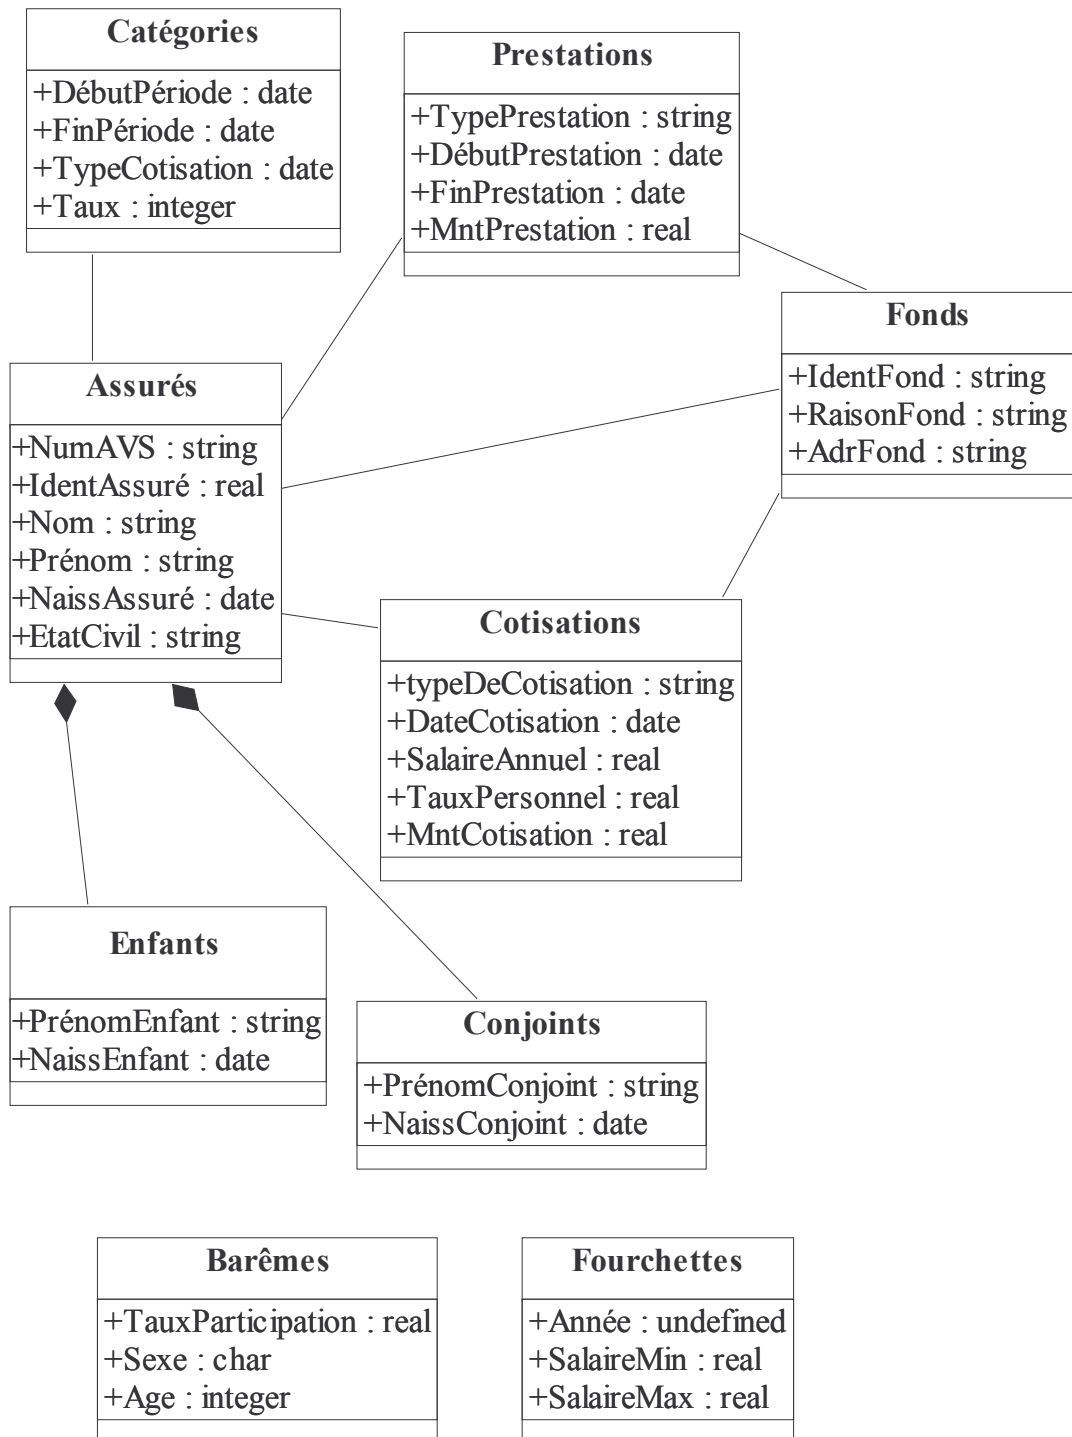 Catégories
+DébutPériode : date
+FinPériode : date
+TypeCotisation : date
+Taux : integer
Prestations
+TypePrestation : string
+DébutPrestation : date
+FinPrestation : date
+MntPrestation : real
Fonds
+IdentFond : string
+RaisonFond : string
+AdrFond : string
Assurés
+NumAVS : string
+IdentAssuré : real
+Nom : string
+Prénom : string
+NaissAssuré : date
+EtatCivil : string
Cotisations
+typeDeCotisation : string
+DateCotisation : date
+SalaireAnnuel : real
+TauxPersonnel : real
+MntCotisation : real
Enfants
+PrénomEnfant : string
+NaissEnfant : date
Conjoints
+PrénomConjoint : string
+NaissConjoint : date
Barêmes
+TauxParticipation : real
+Sexe : char
+Age : integer
Fourchettes
+Année : undefined
+SalaireMin : real
+SalaireMax : real